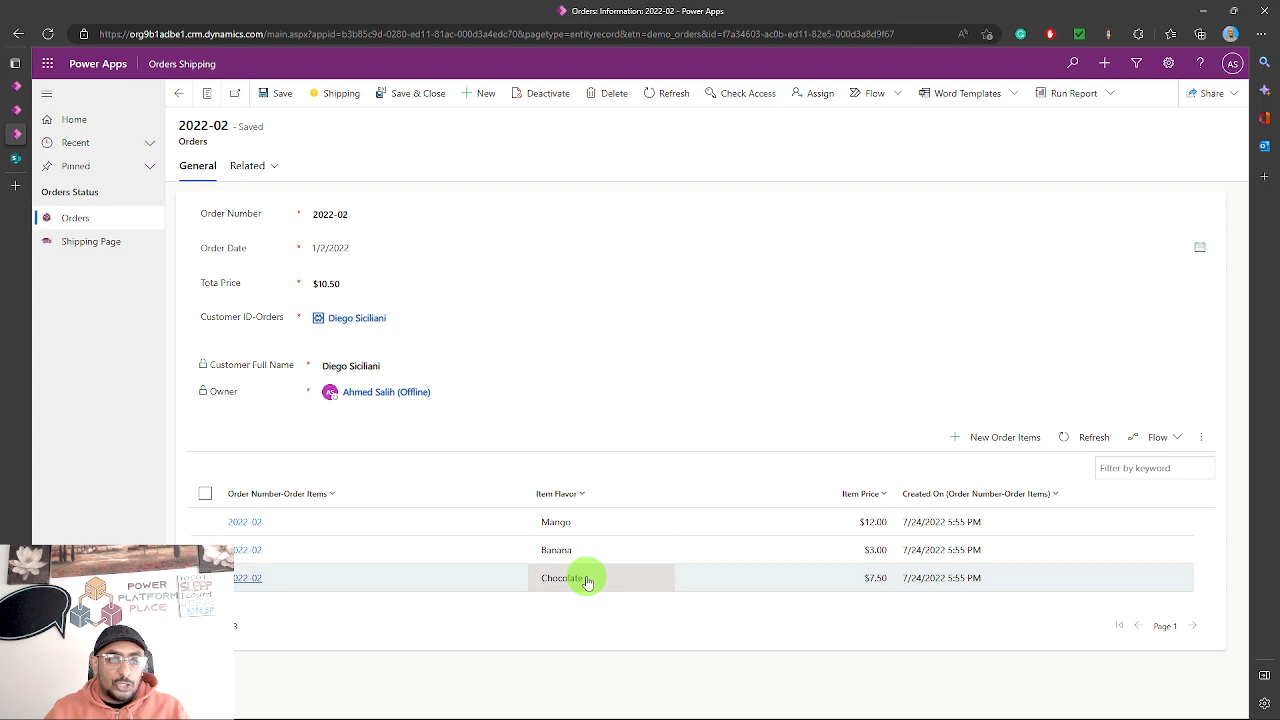 Orders: Information: 2022-02 - Power Apps
https://org9b1adbe1.crm.dynamics.com/main.aspx?appid=83b85c9d-0280-ed11-81ac-000d3a4edc70&pagetype=entityrecord&etn=demo_orders&id=f7a34603-ac0b-ed11-82e5-000d3a8d9f67
Power Apps Orders Shipping AS
Save Shipping Save & Close New Deactivate Delete Refresh Check Access Assign Flow Word Templates Run Report Share
Home
Recent
Pinned
Orders Status
Orders
Shipping Page
2022-02 - Saved
Orders
General Related
Order Number * 2022-02
Order Date * 1/2/2022
Tota Price * $10.50
Customer ID-Orders * Diego Siciliani
Customer Full Name * Diego Siciliani
Owner * AS Ahmed Salih (Offline)
New Order Items Refresh Flow
Filter by keyword
Order Number-Order Items Item Flavor Item Price Created On (Order Number-Order Items)
2022-02 Mango $12.00 7/24/2022 5:55 PM
2022-02 Banana $3.00 7/24/2022 5:55 PM
2022-02 Chocolate $7.50 7/24/2022 5:55 PM
3
Page 1
POWER
PLATFORM
PLACE